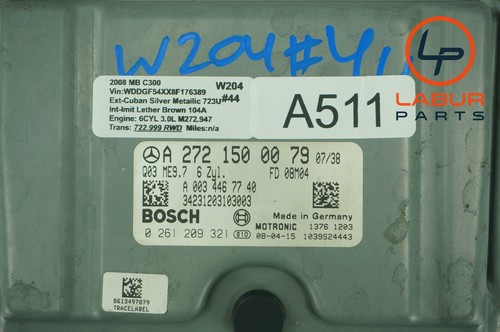 W204#44
LP
LABUR
PARTS
2008 MB C300 W204
Vin:WDDGF54XX8F176389 #44
Ext-Cuban Silver Metallic 723U
Int-Imit Lether Brown 104A
Engine: 6CYL 3.0L M272.947
Trans: 722.999 RWD Miles:n/a
A511
A 272 150 00 79 07/38
Q03 ME9.7 6 Zyl. FD 08M04
A 003 446 77 40
34231203103003
BOSCH Made in Germany
MOTRONIC 1376 1203
0 261 209 321 010 08-04-15 1039S24443
8613497079
TRACELABEL